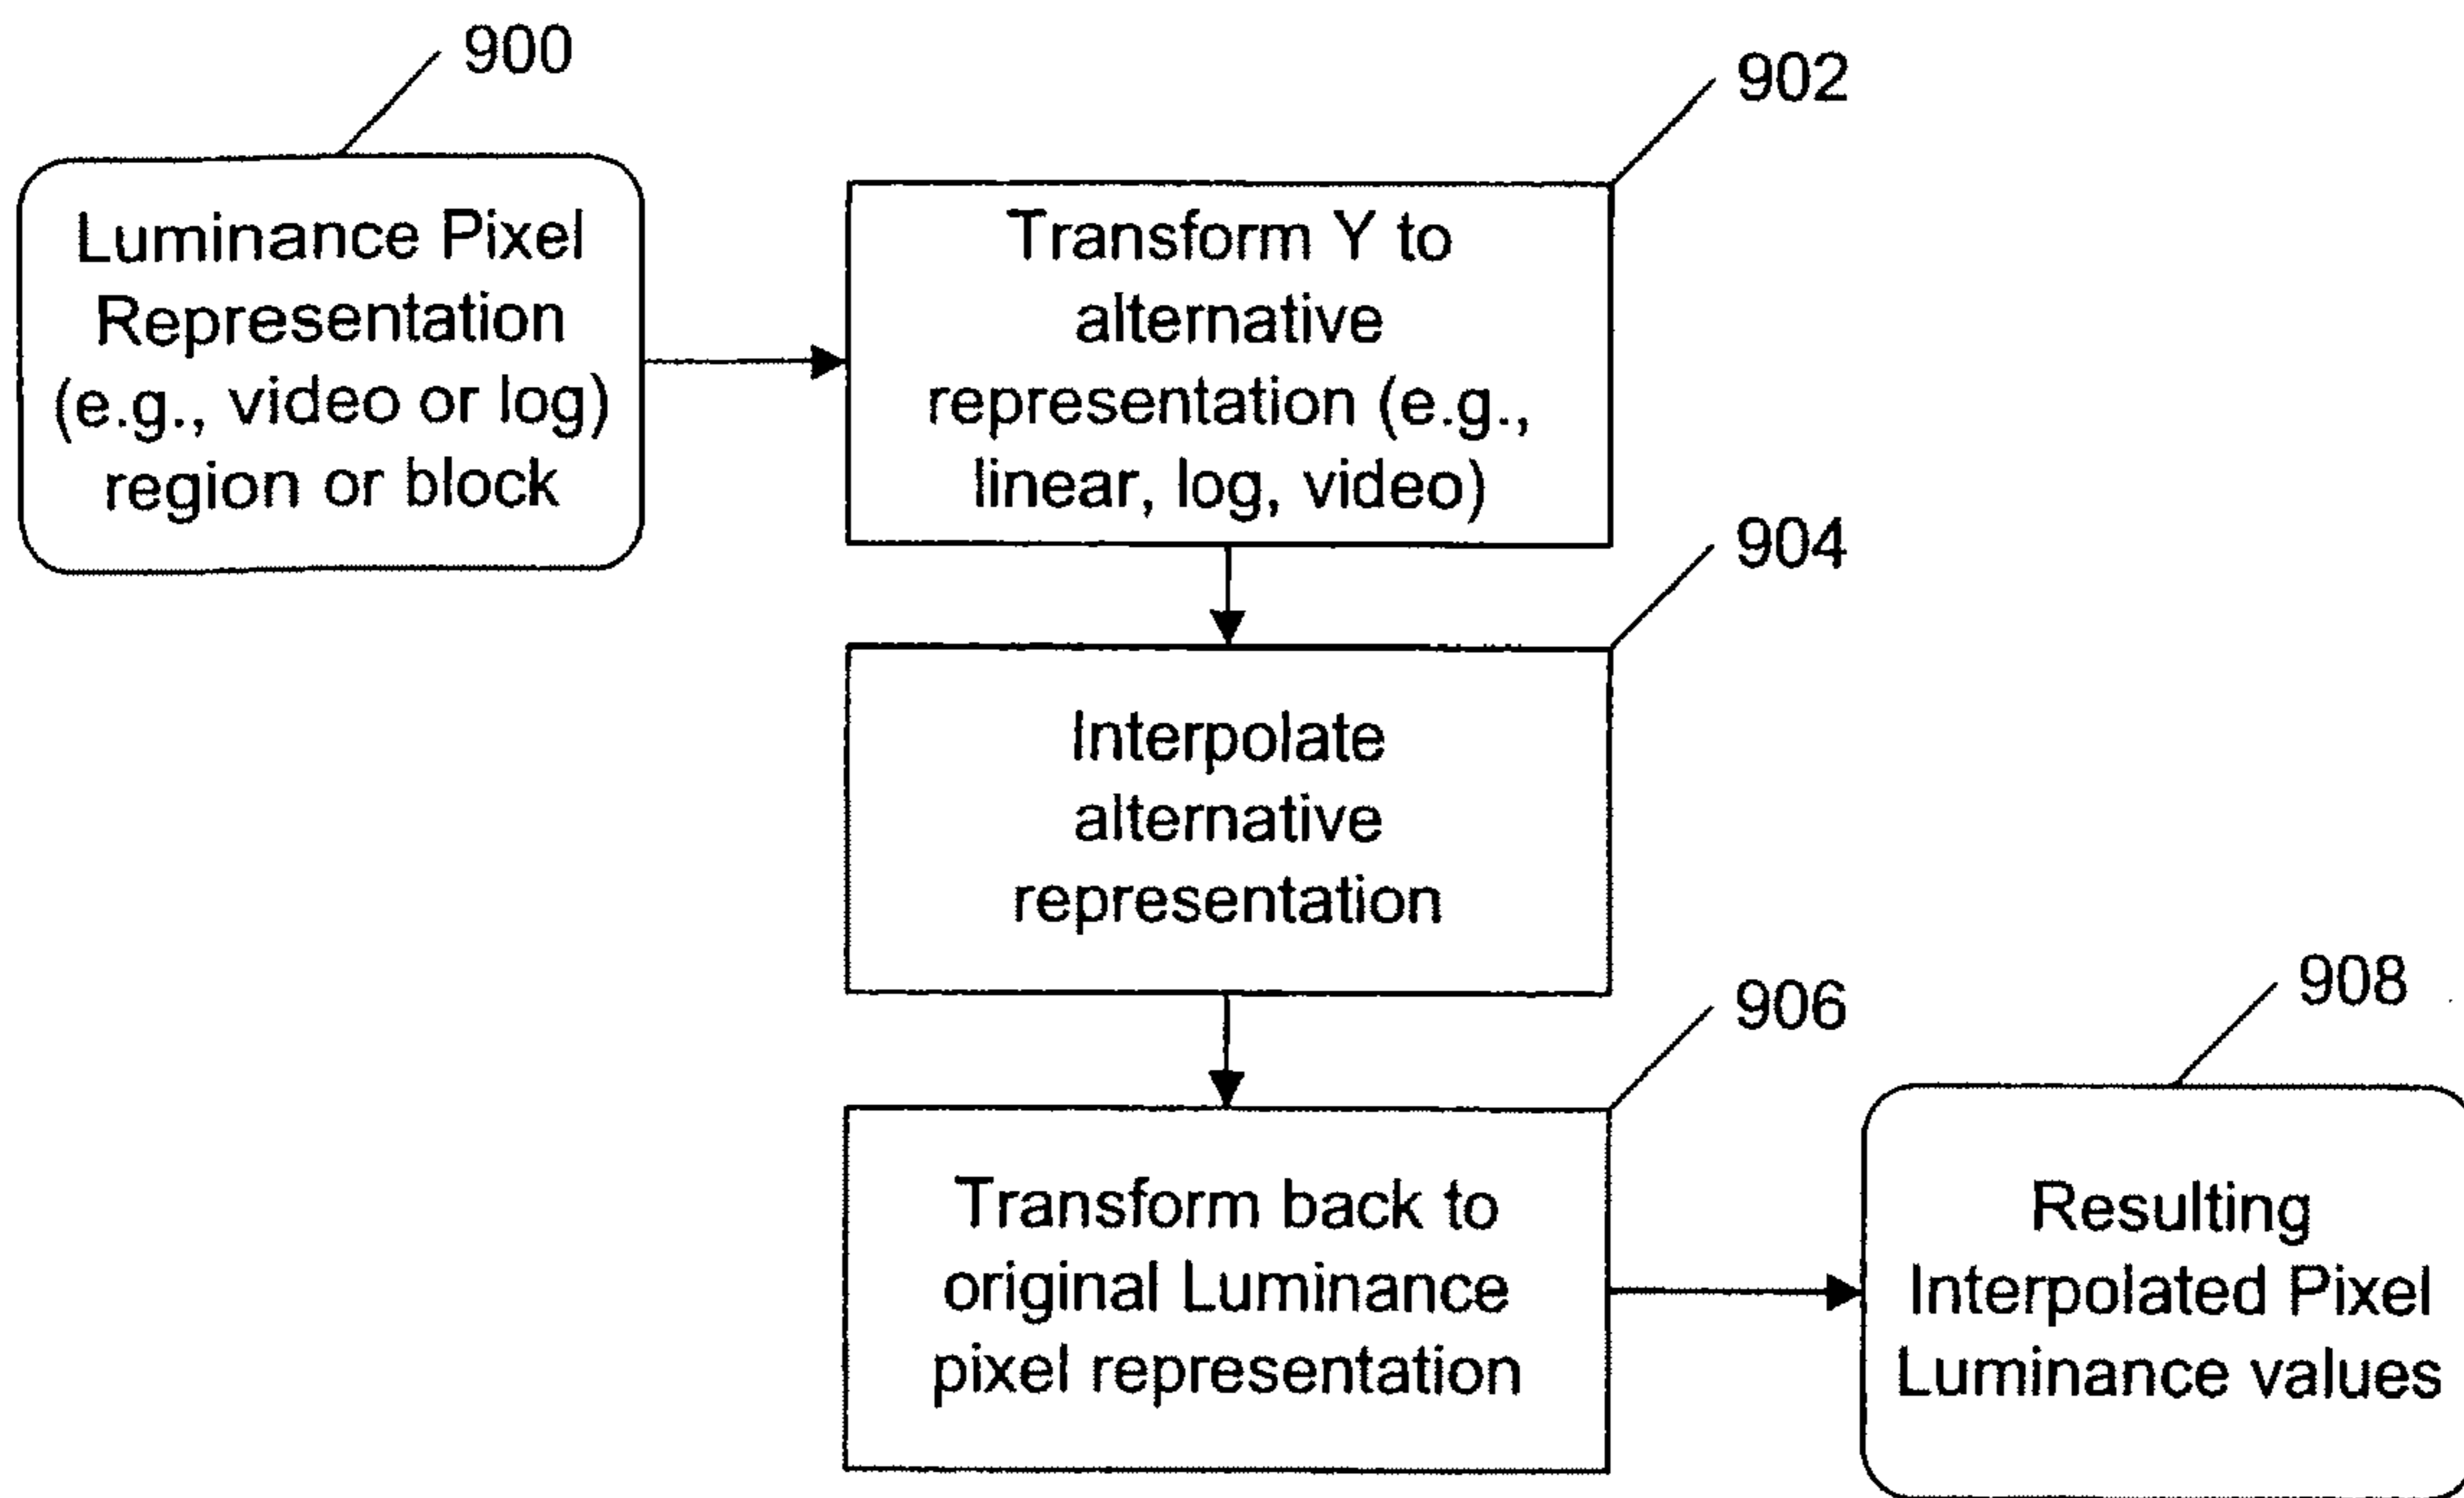 900
Luminance Pixel
Representation
(e.g., video or log)
region or block
902
Transform Y to
alternative
representation (e.g.,
linear, log, video)
904
Interpolate
alternative
representation
906
Transform back to
original Luminance
pixel representation
908
Resulting
Interpolated Pixel
Luminance values